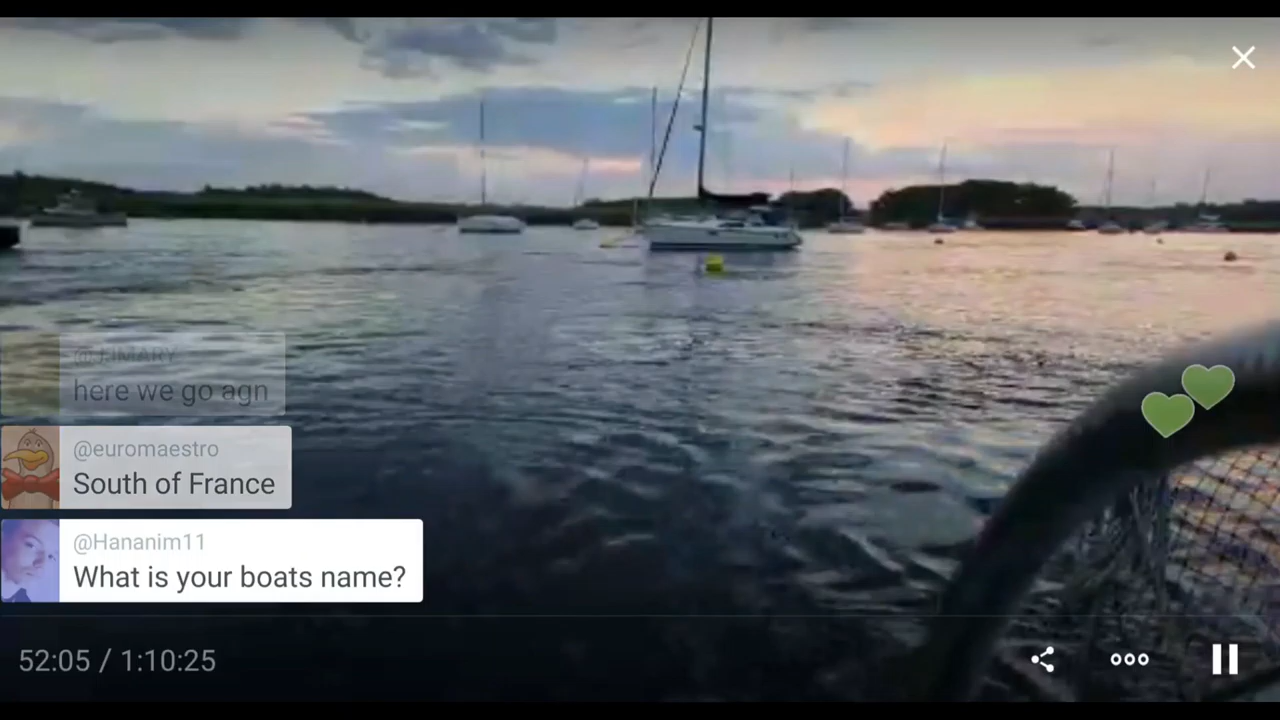 @JJMARY
here we go agn
@euromaestro
South of France
@Hananim11
What is your boats name?
52:05 / 1:10:25